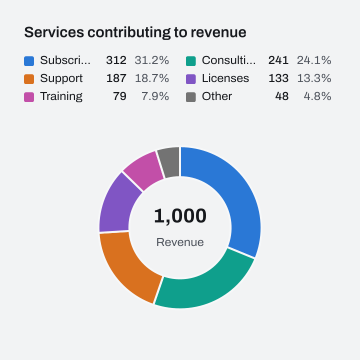 Services contributing to revenue
Subscri... 312 31.2% Consulti... 241 24.1%
Support 187 18.7% Licenses 133 13.3%
Training 79 7.9% Other 48 4.8%
1,000
Revenue